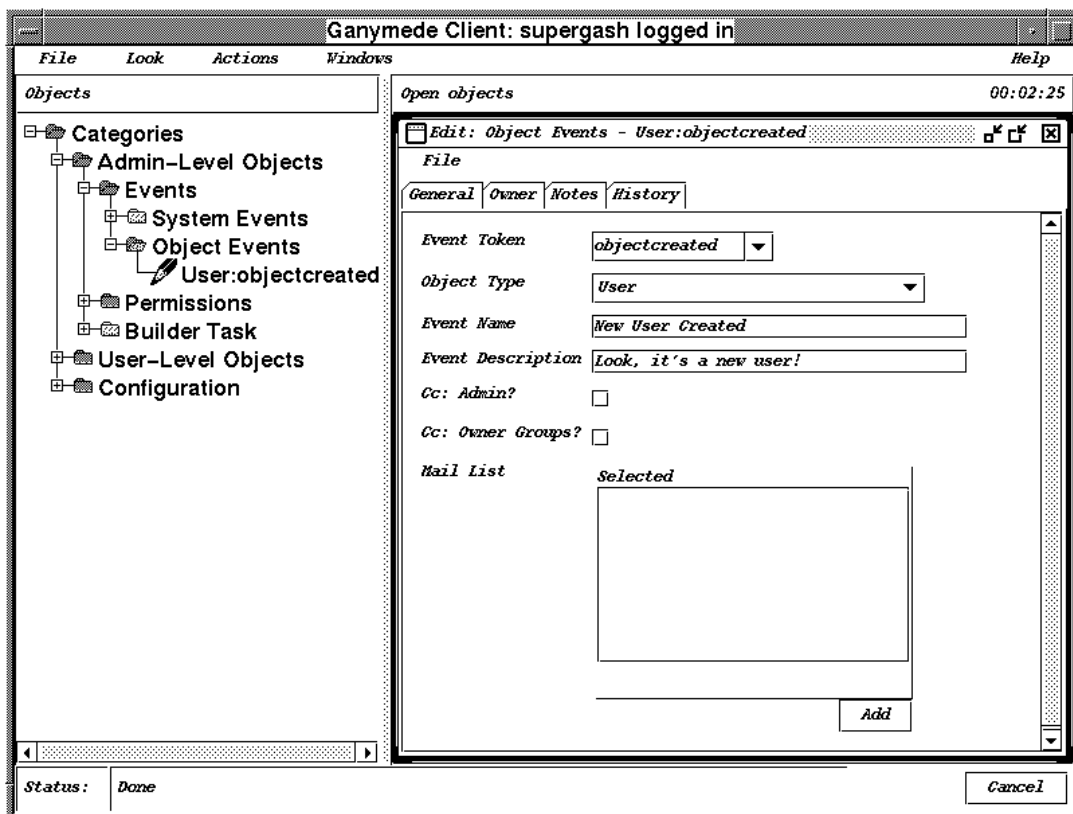 Ganymede Client: supergash logged in
File Look Actions Windows Help
Objects
Categories
Admin-Level Objects
Events
System Events
Object Events
User:objectcreated
Permissions
Builder Task
User-Level Objects
Configuration
Open objects 00:02:25
Edit: Object Events - User:objectcreated
File
General Owner Notes History
Event Token objectcreated
Object Type User
Event Name New User Created
Event Description Look, it's a new user!
Cc: Admin?
Cc: Owner Groups?
Mail List Selected
Add
Status: Done Cancel